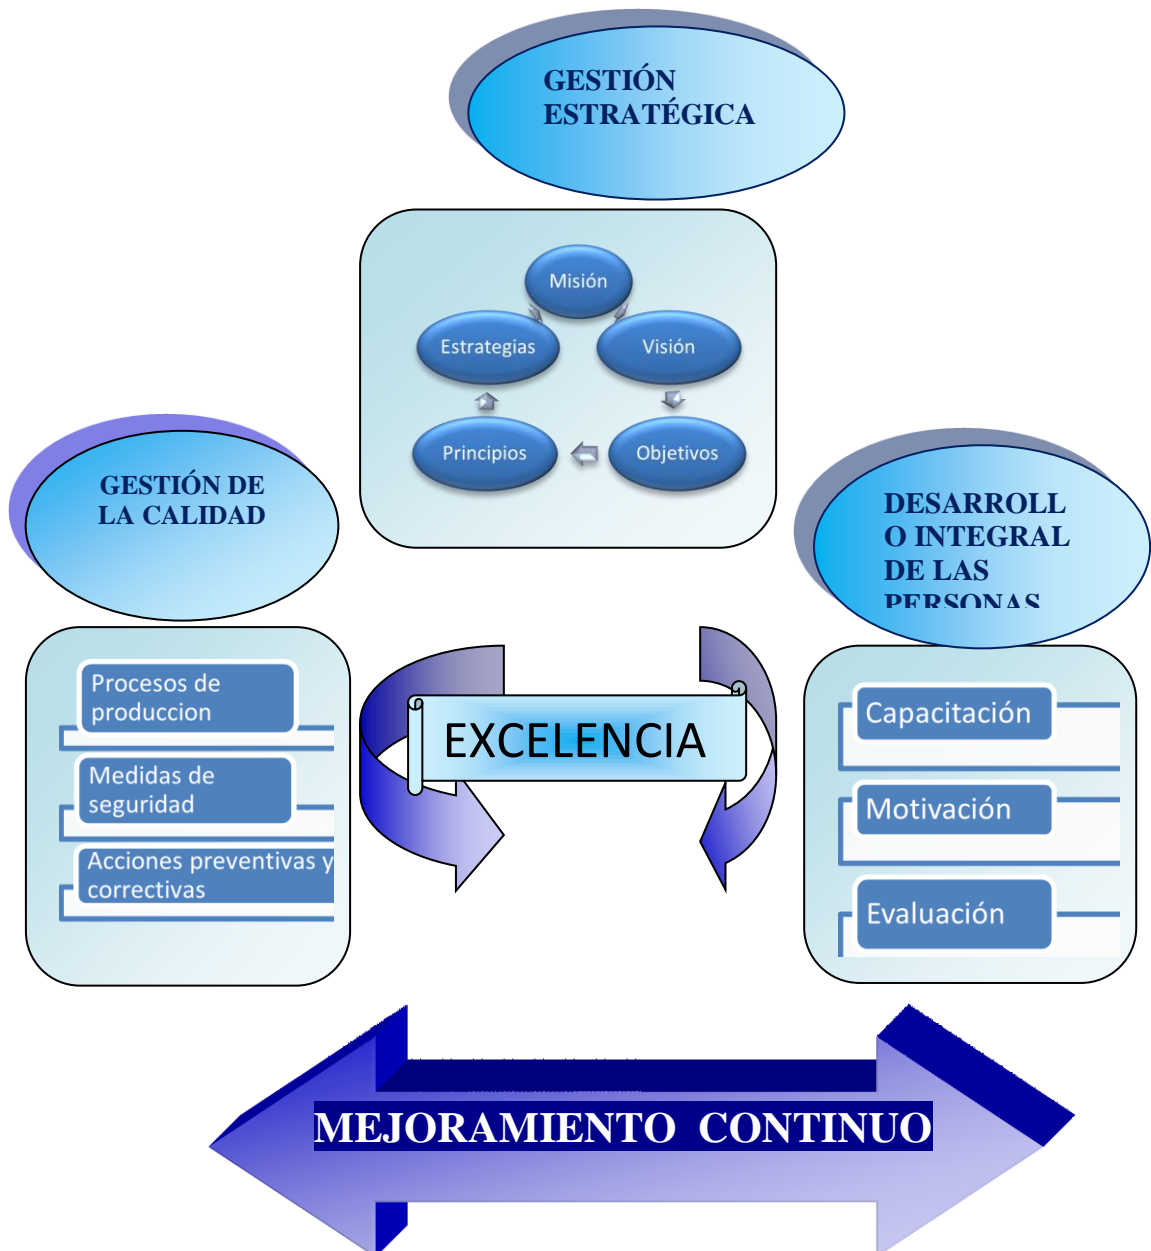 GESTIÓN
ESTRATÉGICA
Misión
Estrategias
Visión
Principios
Objetivos
GESTIÓN DE
LA CALIDAD
DESARROLL
O INTEGRAL
DE LAS
PERSONAS
Procesos de
produccion
Medidas de
seguridad
Acciones preventivas y
correctivas
EXCELENCIA
Capacitación
Motivación
Evaluación
MEJORAMIENTO CONTINUO